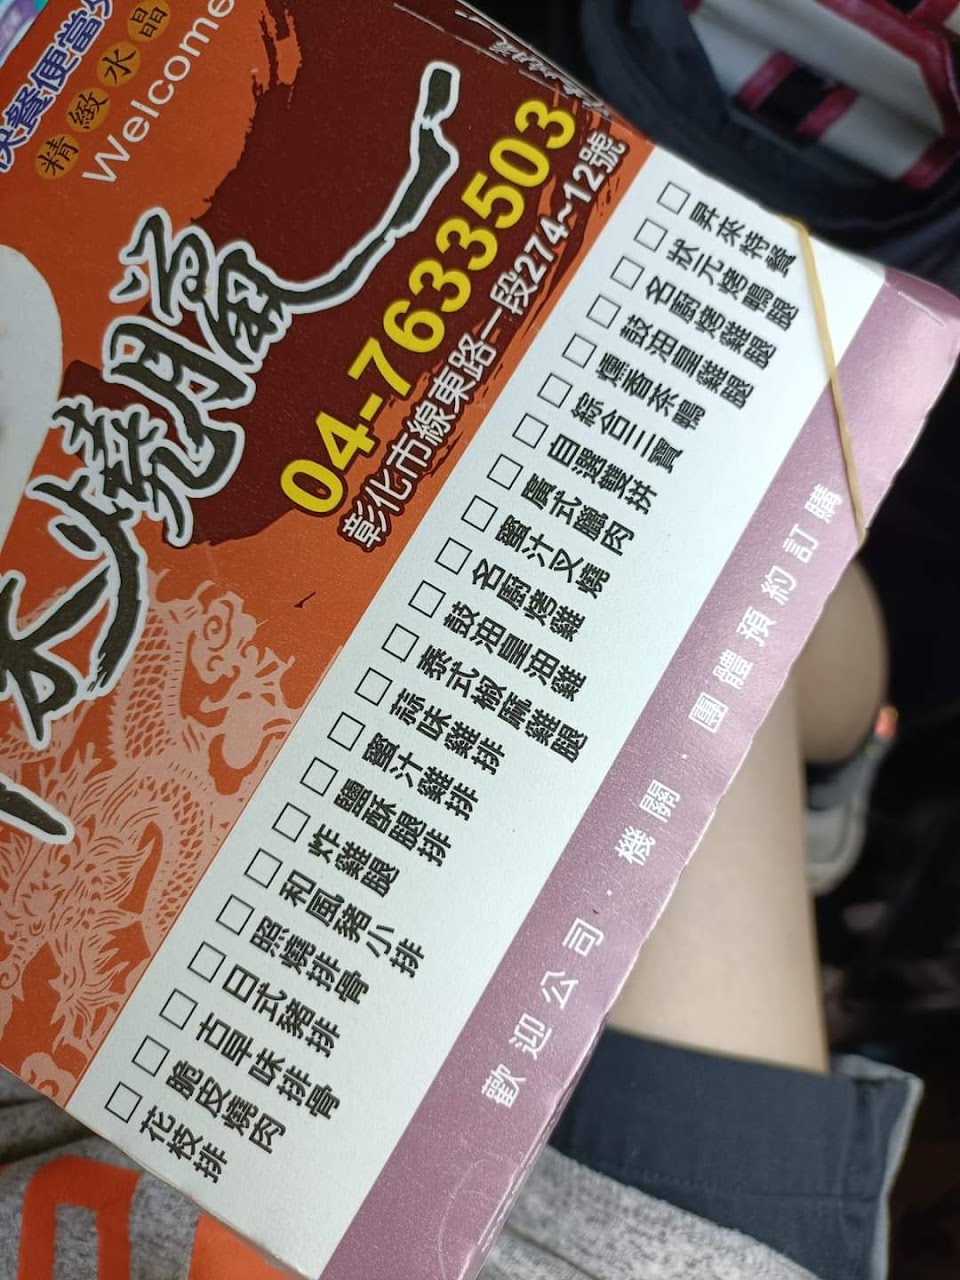 快餐便當
精緻水晶
Welcome
燒臘
04-7633503
彰化市線東路一段274~12號
昇來特餐
狀元烤鴨腿
名廚烤雞腿
鼓油皇雞腿
燻香茶鴨
綜合三寶
自選雙拼
廣式臘肉
蜜汁叉燒
名廚烤雞
鼓油皇油雞
泰式椒麻雞腿
蒜味雞排
蜜汁雞排
鹽酥腿排
炸雞腿
和風豬小排
照燒排骨
日式豬排
古早味排骨
脆皮燒肉
花枝排
歡迎公司．機關．團體預約訂購